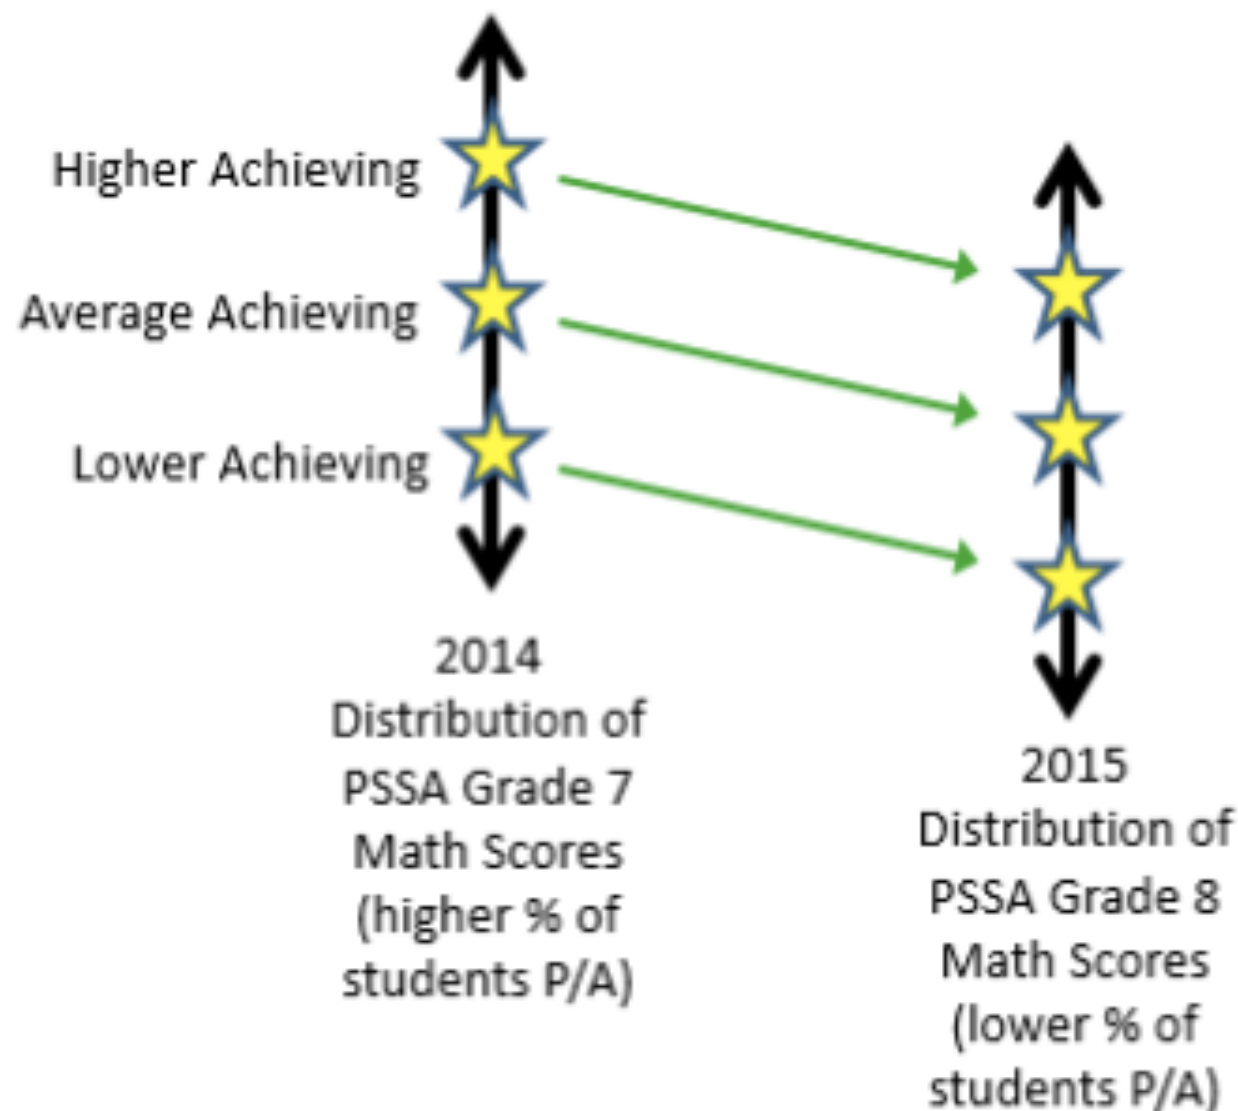 Higher Achieving
Average Achieving
Lower Achieving
2014
Distribution of
PSSA Grade 7
Math Scores
(higher % of
students P/A)
2015
Distribution of
PSSA Grade 8
Math Scores
(lower % of
students P/A)